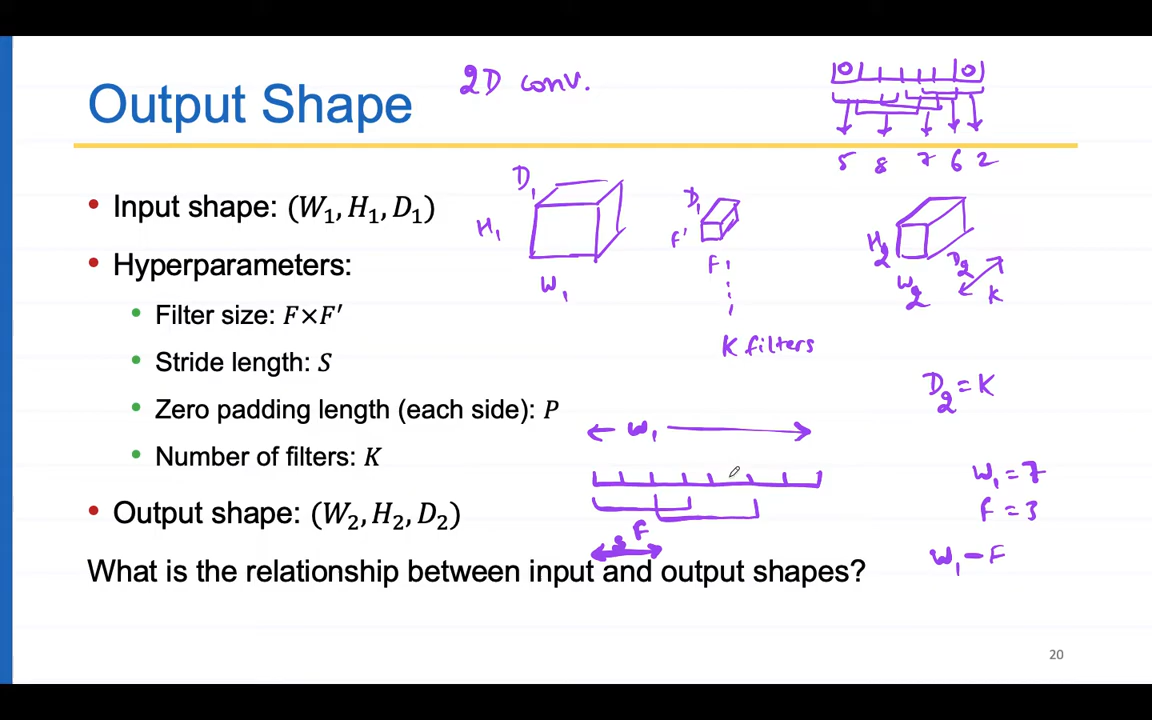 Output Shape
2D conv.
0 0
5 8 7 6 2
• Input shape: (W₁, H₁, D₁)
D₁
H₁
W₁
D₁
F'
F
K filters
H₂
W₂
D₂
K
• Hyperparameters:
• Filter size: F×F′
• Stride length: S
• Zero padding length (each side): P
• Number of filters: K
D₂ = K
W₁
F
S
W₁ = 7
F = 3
W₁ − F
• Output shape: (W₂, H₂, D₂)
What is the relationship between input and output shapes?
20